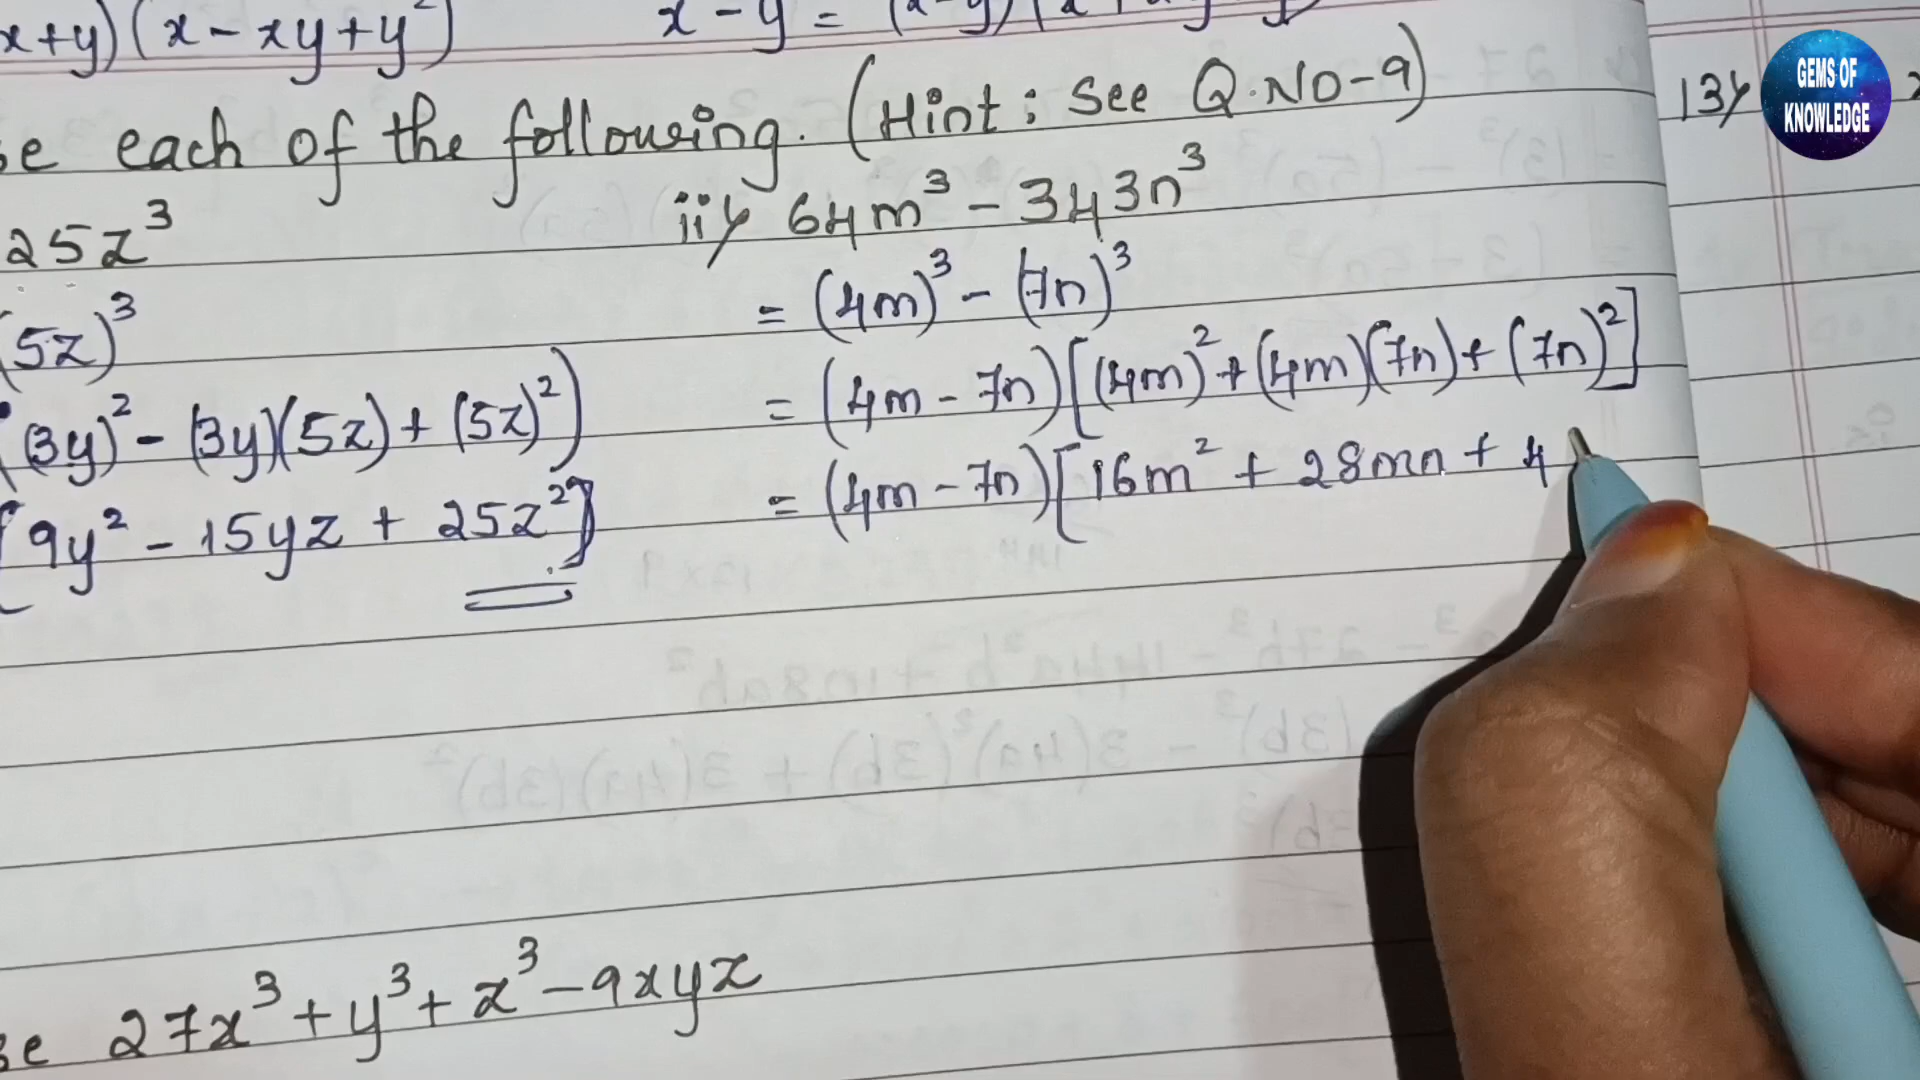 x+y)(x-xy+y²)
x-y=
each of the following. (Hint: See Q.NO-9)
25z³
(5z)³
(3y)²-(3y)(5z)+(5z)²)
[9y²-15yz+25z²]
ii) 64m³-343n³
=(4m)³-(7n)³
=(4m-7n)[(4m)²+(4m)(7n)+(7n)²]
=(4m-7n)[16m²+28mn+4
27x³+y³+z³-9xyz
13)
GEMS OF
KNOWLEDGE